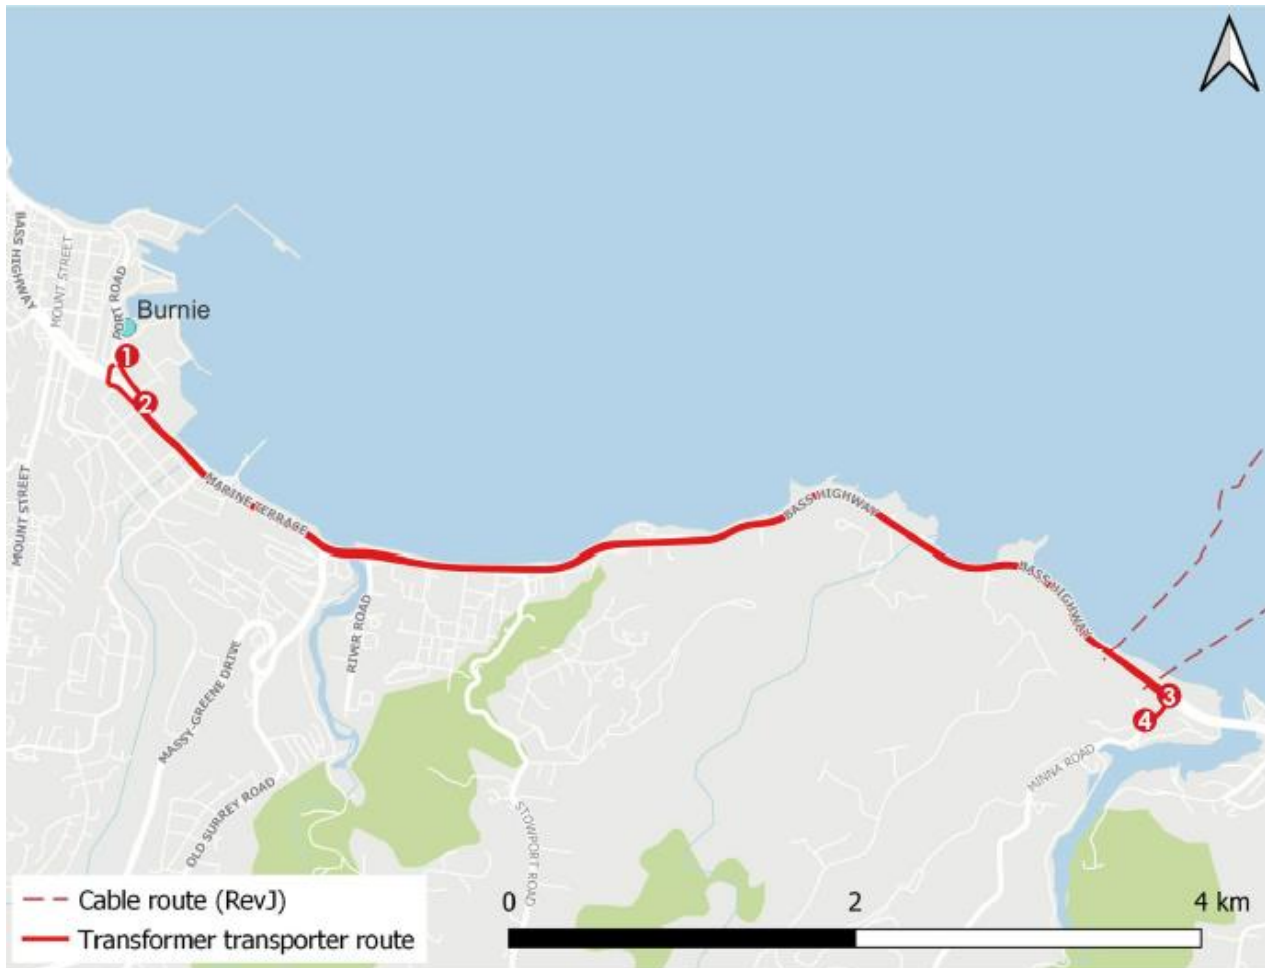 BASS HIGHWAY
MOUNT STREET
PORT ROAD
Burnie
1
2
MOUNT STREET
MARINE TERRACE
BASS HIGHWAY
BASS HIGHWAY
RIVER ROAD
MASSY-GREENE DRIVE
3
4
MINNA ROAD
OLD SURREY ROAD
STOWPORT ROAD
Cable route (RevJ)
Transformer transporter route
0 2 4 km